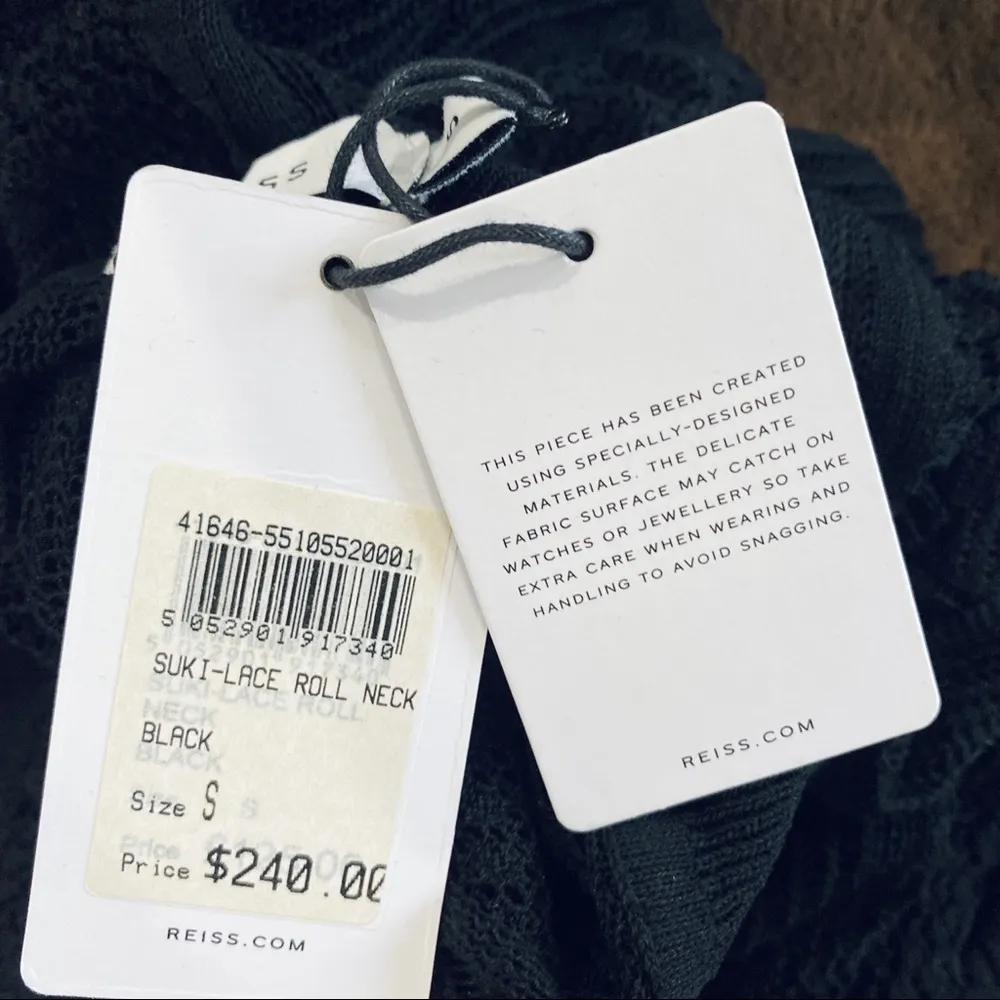 41646-55105520001
5 052901 917340
SUKI-LACE ROLL NECK
BLACK
Size S
Price $240.00
REISS.COM
THIS PIECE HAS BEEN CREATED
USING SPECIALLY-DESIGNED
MATERIALS. THE DELICATE
FABRIC SURFACE MAY CATCH ON
WATCHES OR JEWELLERY SO TAKE
EXTRA CARE WHEN WEARING AND
HANDLING TO AVOID SNAGGING.
REISS.COM